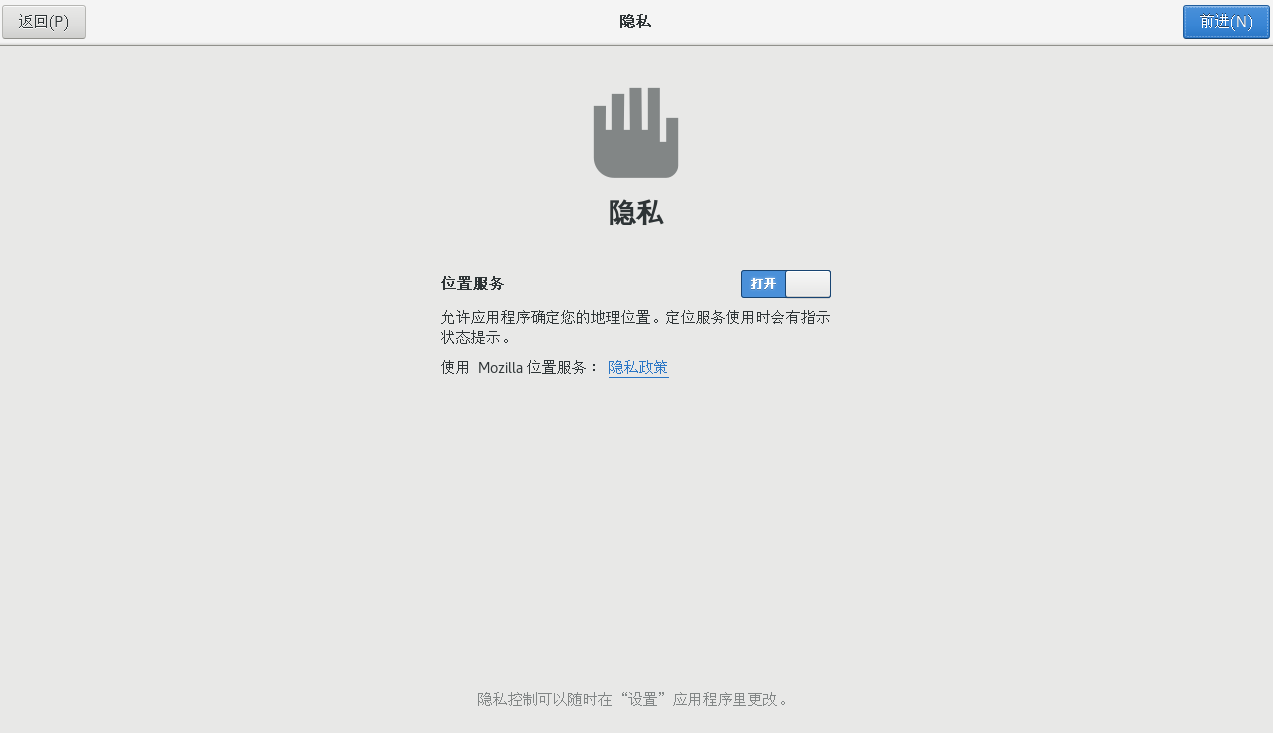 返回(P)
隐私
前进(N)
隐私
位置服务
打开
允许应用程序确定您的地理位置。定位服务使用时会有指示
状态提示。
使用 Mozilla 位置服务： 隐私政策
隐私控制可以随时在“设置”应用程序里更改。